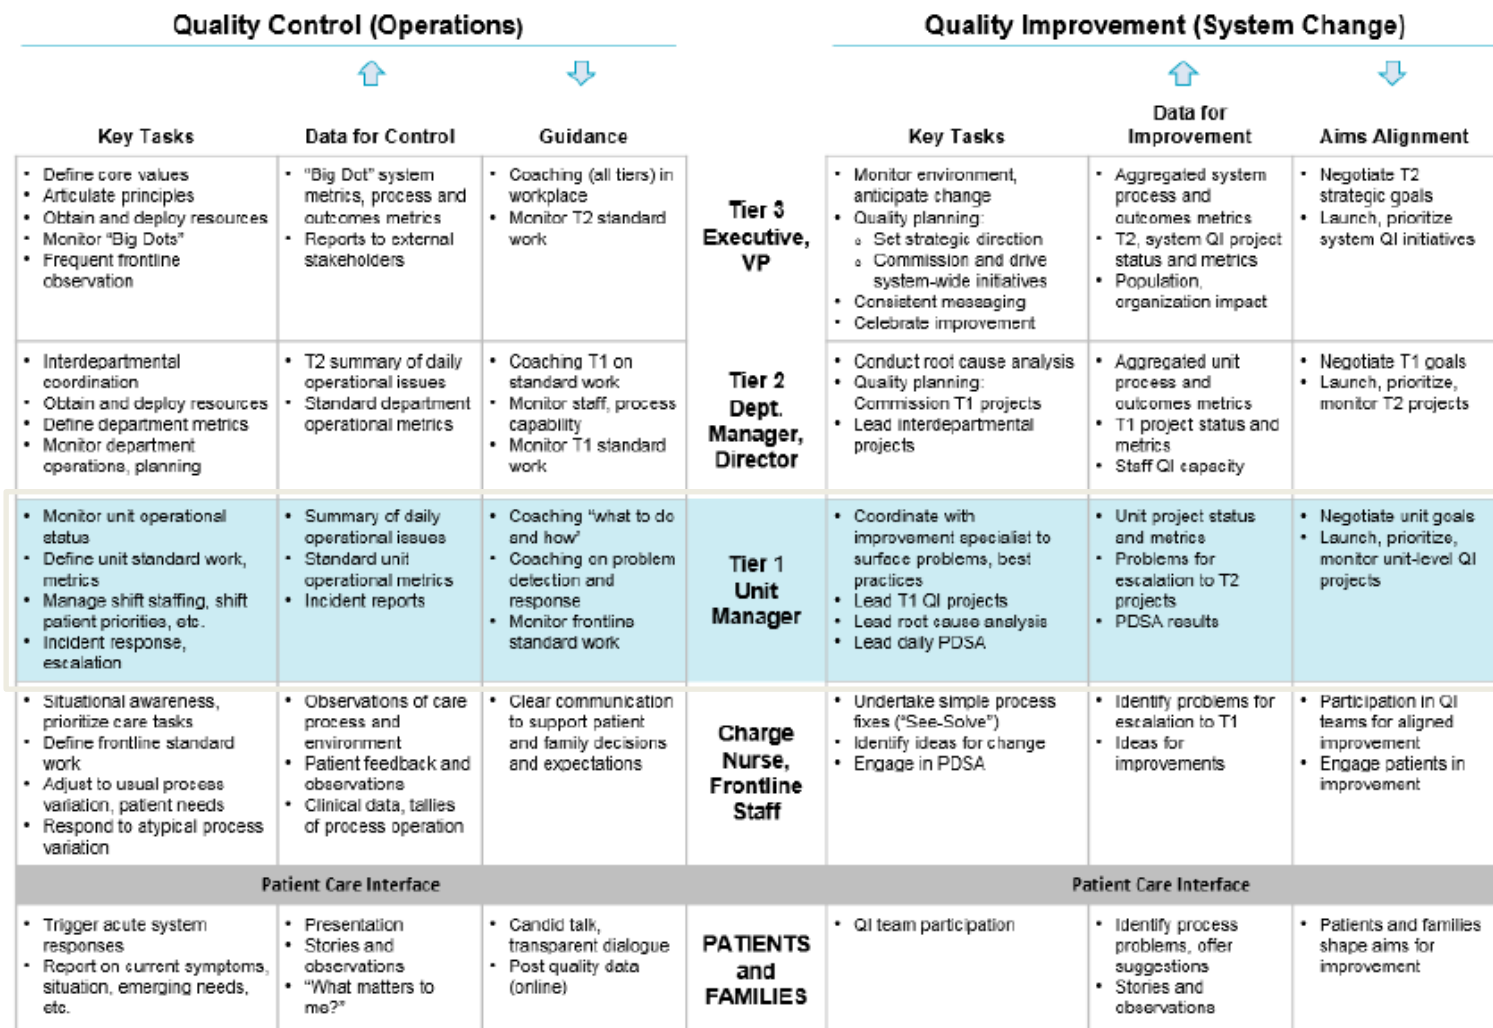 Quality Control (Operations)
Quality Improvement (System Change)
Key Tasks
Data for Control
Guidance
Key Tasks
Data for
Improvement
Aims Alignment
• Define core values
• Articulate principles
• Obtain and deploy resources
• Monitor "Big Dots"
• Frequent frontline
observation
• "Big Dot" system
metrics, process and
outcomes metrics
• Reports to external
stakeholders
• Coaching (all tiers) in
workplace
• Monitor T2 standard
work
Tier 3
Executive,
VP
• Monitor environment,
anticipate change
• Quality planning:
o Set strategic direction
o Commission and drive
system-wide initiatives
• Consistent messaging
• Celebrate improvement
• Aggregated system
process and
outcomes metrics
• T2, system QI project
status and metrics
• Population,
organization impact
• Negotiate T2
strategic goals
• Launch, prioritize
system QI initiatives
• Interdepartmental
coordination
• Obtain and deploy resources
• Define department metrics
• Monitor department
operations, planning
• T2 summary of daily
operational issues
• Standard department
operational metrics
• Coaching T1 on
standard work
• Monitor staff, process
capability
• Monitor T1 standard
work
Tier 2
Dept.
Manager,
Director
• Conduct root cause analysis
• Quality planning:
Commission T1 projects
• Lead interdepartmental
projects
• Aggregated unit
process and
outcomes metrics
• T1 project status and
metrics
• Staff QI capacity
• Negotiate T1 goals
• Launch, prioritize,
monitor T2 projects
• Monitor unit operational
status
• Define unit standard work,
metrics
• Manage shift staffing, shift
patient priorities, etc.
• Incident response,
escalation
• Summary of daily
operational issues
• Standard unit
operational metrics
• Incident reports
• Coaching "what to do
and how"
• Coaching on problem
detection and
response
• Monitor frontline
standard work
Tier 1
Unit
Manager
• Coordinate with
improvement specialist to
surface problems, best
practices
• Lead T1 QI projects
• Lead root cause analysis
• Lead daily PDSA
• Unit project status
and metrics
• Problems for
escalation to T2
projects
• PDSA results
• Negotiate unit goals
• Launch, prioritize,
monitor unit-level QI
projects
• Situational awareness,
prioritize care tasks
• Define frontline standard
work
• Adjust to usual process
variation, patient needs
• Respond to atypical process
variation
• Observations of care
process and
environment
• Patient feedback and
observations
• Clinical data, tallies
of process operation
• Clear communication
to support patient
and family decisions
and expectations
Charge
Nurse,
Frontline
Staff
• Undertake simple process
fixes ("See-Solve")
• Identify ideas for change
• Engage in PDSA
• Identify problems for
escalation to T1
• Ideas for
improvements
• Participation in QI
teams for aligned
improvement
• Engage patients in
improvement
Patient Care Interface
Patient Care Interface
• Trigger acute system
responses
• Report on current symptoms,
situation, emerging needs,
etc.
• Presentation
• Stories and
observations
• "What matters to
me?"
• Candid talk,
transparent dialogue
• Post quality data
(online)
PATIENTS
and
FAMILIES
• QI team participation
• Identify process
problems, offer
suggestions
• Stories and
observations
• Patients and families
shape aims for
improvement